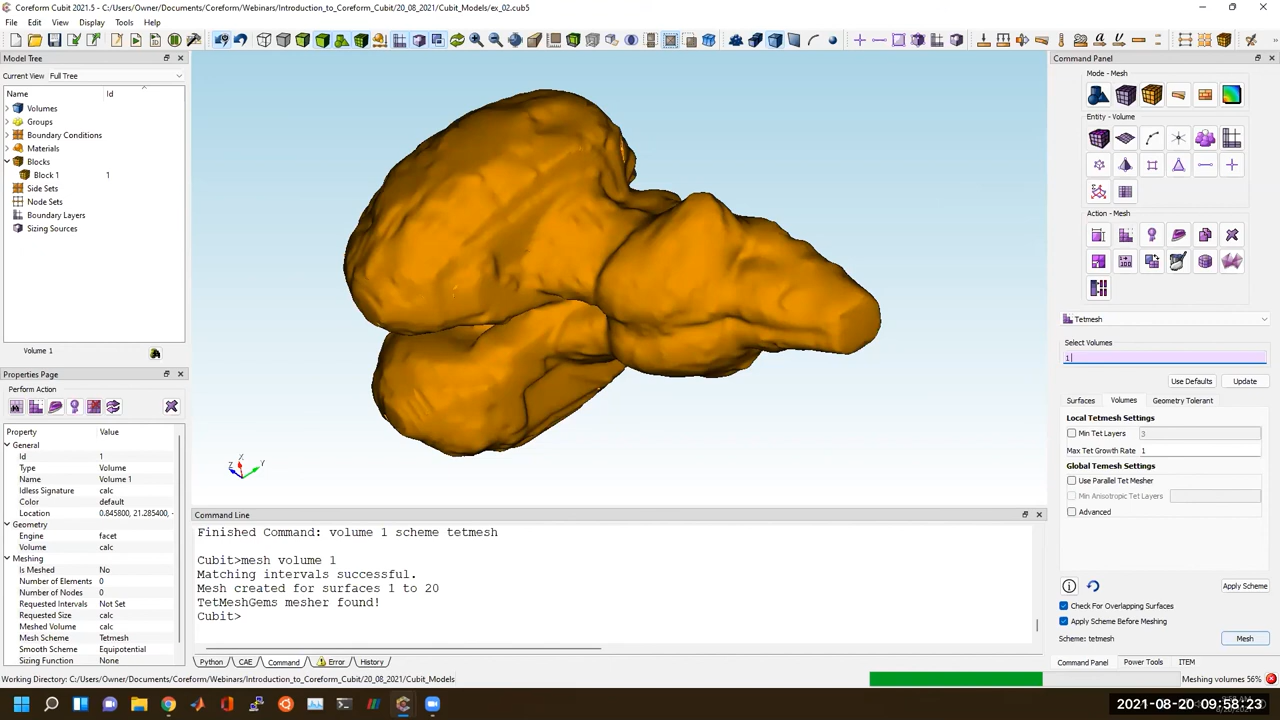 Coreform Cubit 2021.5 - C:/Users/Owner/Documents/Coreform/Webinars/Introduction_to_Coreform_Cubit/20_08_2021/Cubit_Models/ex_02.cub5
File Edit View Display Tools Help
Model Tree
Current View Full Tree
Name Id
Volumes
Groups
Boundary Conditions
Materials
Blocks
Block 1 1
Side Sets
Node Sets
Boundary Layers
Sizing Sources
Volume 1
Properties Page
Perform Action
Property Value
General
Id 1
Type Volume
Name Volume 1
Idless Signature calc
Color default
Location 0.845800, 21.285400, -
Geometry
Engine facet
Volume calc
Meshing
Is Meshed No
Number of Elements 0
Number of Nodes 0
Requested Intervals Not Set
Requested Size calc
Meshed Volume calc
Mesh Scheme Tetmesh
Smooth Scheme Equipotential
Sizing Function None
X
Y
Z
Command Line
Finished Command: volume 1 scheme tetmesh
Cubit>mesh volume 1
Matching intervals successful.
Mesh created for surfaces 1 to 20
TetMeshGems mesher found!
Cubit>
Python CAE Command Error History
Command Panel
Mode - Mesh
Entity - Volume
Action - Mesh
Tetmesh
Select Volumes
1
Use Defaults Update
Surfaces Volumes Geometry Tolerant
Local Tetmesh Settings
Min Tet Layers 3
Max Tet Growth Rate 1
Global Temesh Settings
Use Parallel Tet Mesher
Min Anisotropic Tet Layers
Advanced
Apply Scheme
Check For Overlapping Surfaces
Apply Scheme Before Meshing
Scheme: tetmesh Mesh
Command Panel Power Tools ITEM
Working Directory: C:/Users/Owner/Documents/Coreform/Webinars/Introduction_to_Coreform_Cubit/20_08_2021/Cubit_Models
Meshing volumes 56%
2021-08-20 09:58:23